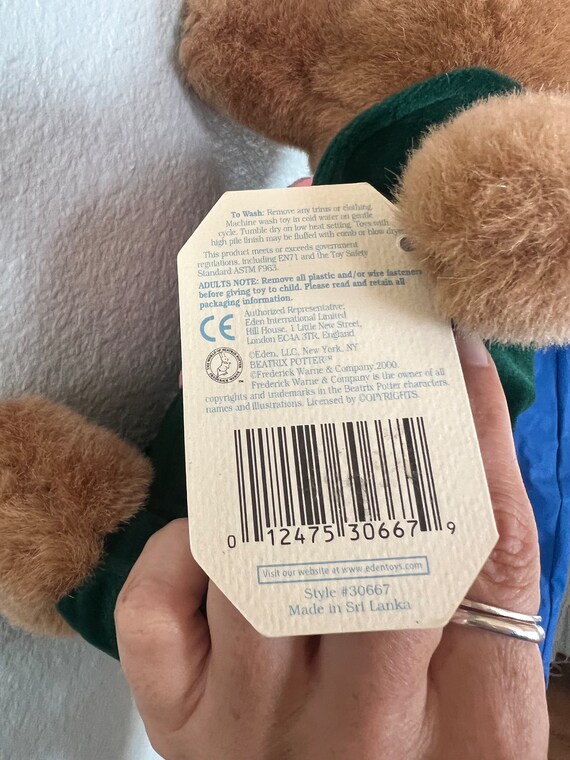 To Wash: Remove any trims or clothing.
Machine wash toy in cold water on gentle
cycle. Tumble dry on low heat setting. Toys with
high pile finish may be fluffed with comb or blow dryer.
This product meets or exceeds government
regulations, including EN71 and the Toy Safety
Standard ASTM F963.
ADULTS NOTE: Remove all plastic and/or wire fasteners
before giving toy to child. Please read and retain all
packaging information.
CE
Authorized Representative:
Eden International Limited
Hill House, 1 Little New Street,
London EC4A 3TR, England
THE WORLD OF BEATRIX POTTER
©Eden, LLC, New York, NY
BEATRIX POTTER™
©Frederick Warne & Company,2000.
Frederick Warne & Company is the owner of all
copyrights and trademarks in the Beatrix Potter characters,
names and illustrations. Licensed by ©OPYRIGHTS.
0 12475 30667 9
Visit our website at www.edentoys.com
Style #30667
Made in Sri Lanka